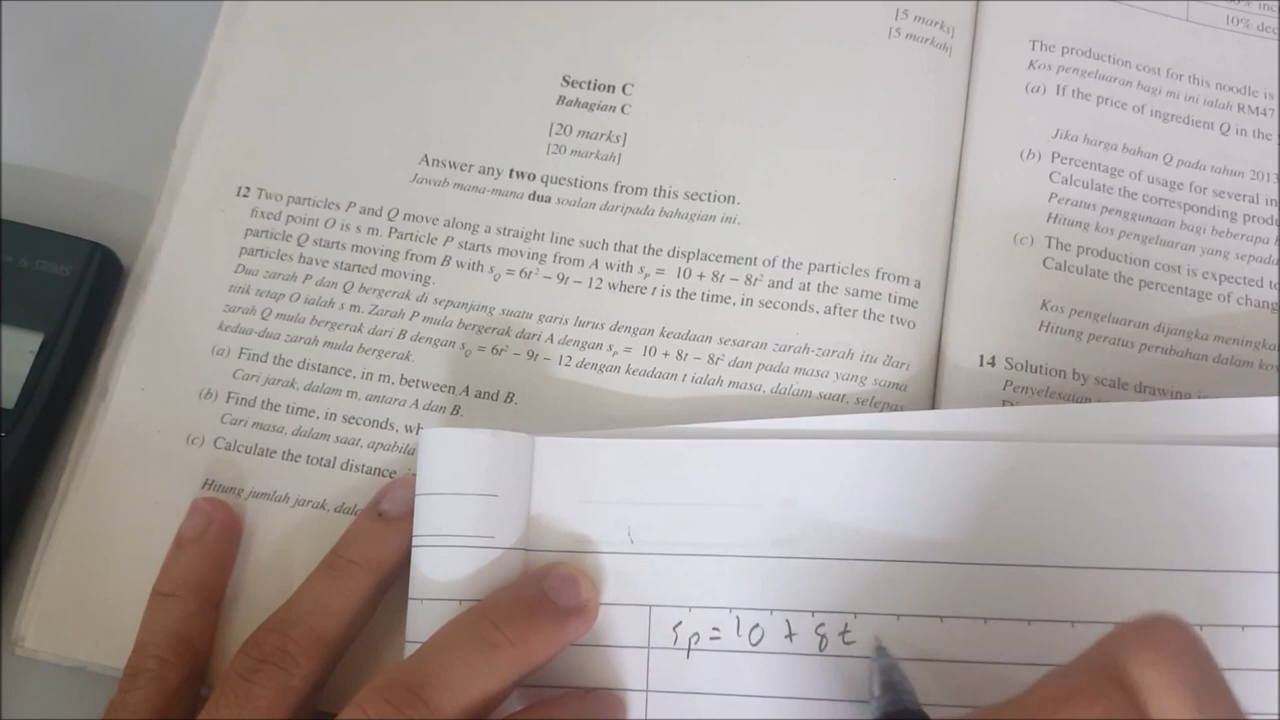 [5 marks]
[5 markah]
Section C
Bahagian C
[20 marks]
[20 markah]
Answer any two questions from this section.
Jawab mana-mana dua soalan daripada bahagian ini.
12 Two particles P and Q move along a straight line such that the displacement of the particles from a
fixed point O is s m. Particle P starts moving from A with sₚ = 10 + 8t – 8t² and at the same time
particle Q starts moving from B with s_Q = 6t² – 9t – 12 where t is the time, in seconds, after the two
particles have started moving.
Dua zarah P dan Q bergerak di sepanjang suatu garis lurus dengan keadaan sesaran zarah-zarah itu dari
titik tetap O ialah s m. Zarah P mula bergerak dari A dengan sₚ = 10 + 8t – 8t² dan pada masa yang sama
zarah Q mula bergerak dari B dengan s_Q = 6t² – 9t – 12 dengan keadaan t ialah masa, dalam saat, selepas
kedua-dua zarah mula bergerak.
(a) Find the distance, in m, between A and B.
Cari jarak, dalam m, antara A dan B.
(b) Find the time, in seconds,
Cari masa, dalam saat, apabila
(c) Calculate the total distance
Hitung jumlah jarak,
10% dec
The production cost for this noodle is
Kos pengeluaran bagi mi ini ialah RM47
(a) If the price of ingredient Q in the
Jika harga bahan Q pada tahun 2013
(b) Percentage of usage for several in
Calculate the corresponding prod
Peratus penggunaan bagi beberapa
Hitung kos pengeluaran yang sepada
(c) The production cost is expected to
Calculate the percentage of chang
Kos pengeluaran dijangka meningka
Hitung peratus perubahan dalam kos
14 Solution by scale drawing
Penyelesaian
sₚ = 10 + 8t